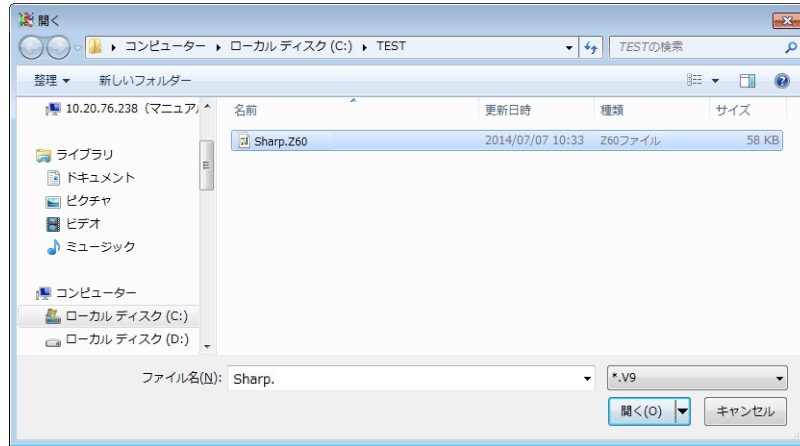 開く
コンピューター ▸ ローカル ディスク (C:) ▸ TEST
TESTの検索
整理 新しいフォルダー
10.20.76.238 (マニュア
名前 更新日時 種類 サイズ
Sharp.Z60 2014/07/07 10:33 Z60ファイル 58 KB
ライブラリ
ドキュメント
ピクチャ
ビデオ
ミュージック
コンピューター
ローカル ディスク (C:)
ローカル ディスク (D:)
ファイル名(N): Sharp. *.V9
開く(O) キャンセル